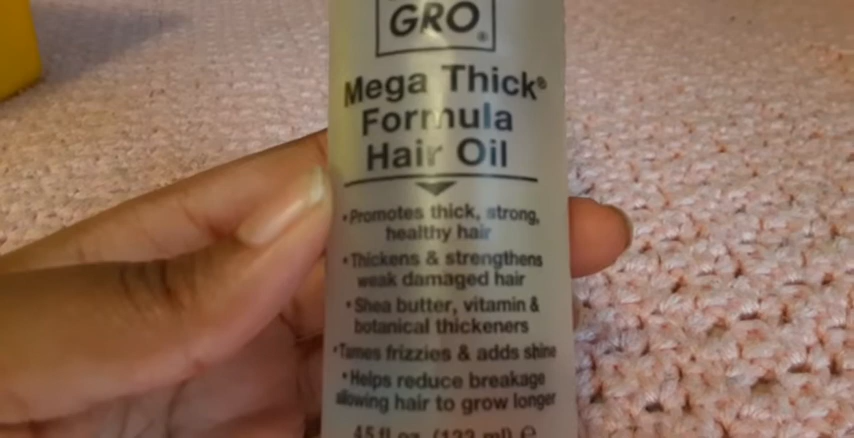 GRO®
Mega Thick®
Formula
Hair Oil
• Promotes thick, strong,
healthy hair
• Thickens & strengthens
weak damaged hair
• Shea butter, vitamin &
botanical thickeners
• Tames frizzies & adds shine
• Helps reduce breakage
allowing hair to grow longer